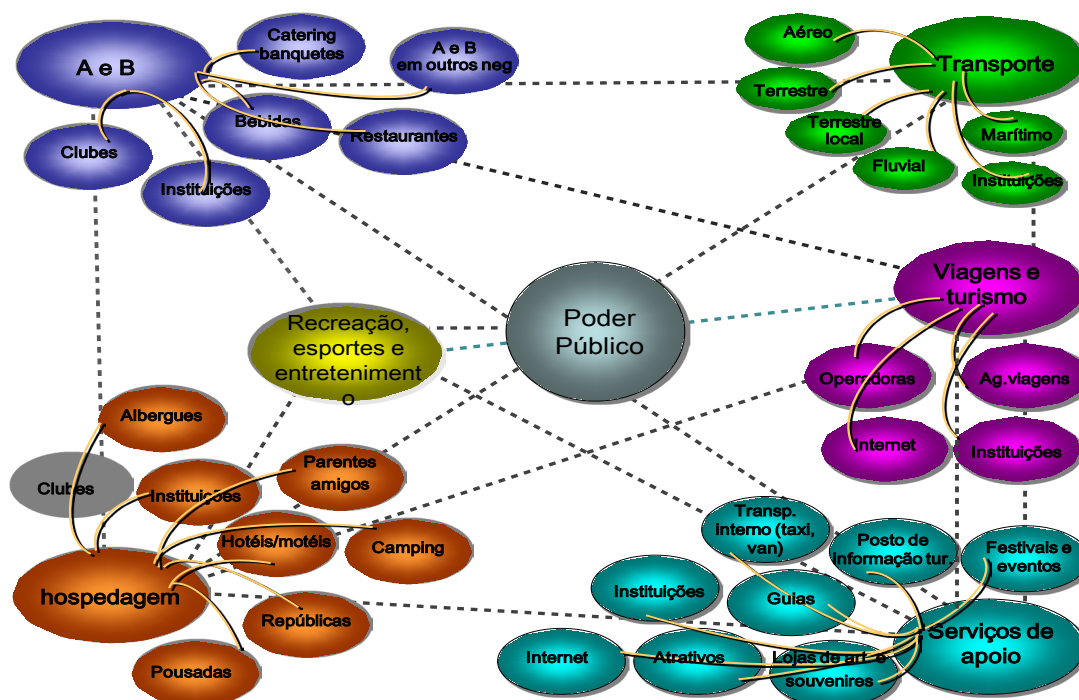 A e B
Catering
banquetes
A e B
em outros neg
Bebidas
Restaurantes
Clubes
Instituições
Aéreo
Transporte
Terrestre
Terrestre
local
Marítimo
Fluvial
Instituições
Viagens e
turismo
Operadoras
Ag.viagens
Internet
Instituições
Poder
Público
Recreação,
esportes e
entreteniment
o
Albergues
Clubes
Instituições
Parentes
amigos
Hotéis/motéis
Camping
hospedagem
Repúblicas
Pousadas
Transp.
interno (taxi,
van)
Posto de
informação tur.
Festivais e
eventos
Instituições
Guias
Internet
Atrativos
Lojas de art. e
souvenires
Serviços de
apoio